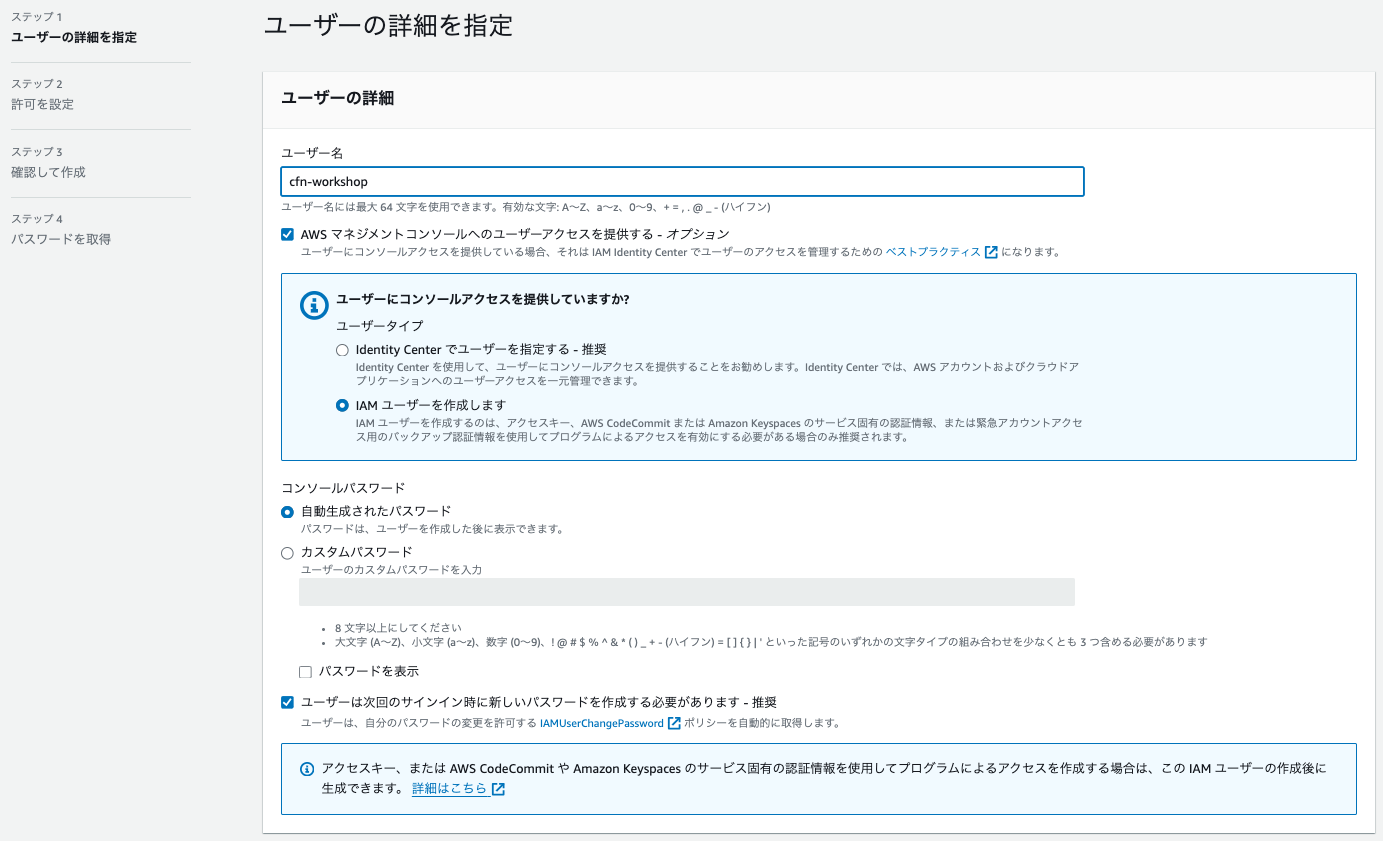 ステップ 1
ユーザーの詳細を指定
ステップ 2
許可を設定
ステップ 3
確認して作成
ステップ 4
パスワードを取得
ユーザーの詳細を指定
ユーザーの詳細
ユーザー名
cfn-workshop
ユーザー名には最大 64 文字を使用できます。有効な文字: A～Z、a～z、0～9、+ = , . @ _ - (ハイフン)
AWS マネジメントコンソールへのユーザーアクセスを提供する - オプション
ユーザーにコンソールアクセスを提供している場合、それは IAM Identity Center でユーザーのアクセスを管理するための ベストプラクティス になります。
ユーザーにコンソールアクセスを提供していますか?
ユーザータイプ
Identity Center でユーザーを指定する - 推奨
Identity Center を使用して、ユーザーにコンソールアクセスを提供することをお勧めします。Identity Center では、AWS アカウントおよびクラウドア
プリケーションへのユーザーアクセスを一元管理できます。
IAM ユーザーを作成します
IAM ユーザーを作成するのは、アクセスキー、AWS CodeCommit または Amazon Keyspaces のサービス固有の認証情報、または緊急アカウントアクセ
ス用のバックアップ認証情報を使用してプログラムによるアクセスを有効にする必要がある場合のみ推奨されます。
コンソールパスワード
自動生成されたパスワード
パスワードは、ユーザーを作成した後に表示できます。
カスタムパスワード
ユーザーのカスタムパスワードを入力
• 8 文字以上にしてください
• 大文字 (A～Z)、小文字 (a～z)、数字 (0～9)、! @ # $ % ^ & * ( ) _ + - (ハイフン) = [ ] { } | ' といった記号のいずれかの文字タイプの組み合わせを少なくとも 3 つ含める必要があります
パスワードを表示
ユーザーは次回のサインイン時に新しいパスワードを作成する必要があります - 推奨
ユーザーは、自分のパスワードの変更を許可する IAMUserChangePassword ポリシーを自動的に取得します。
アクセスキー、または AWS CodeCommit や Amazon Keyspaces のサービス固有の認証情報を使用してプログラムによるアクセスを作成する場合は、この IAM ユーザーの作成後に
生成できます。 詳細はこちら